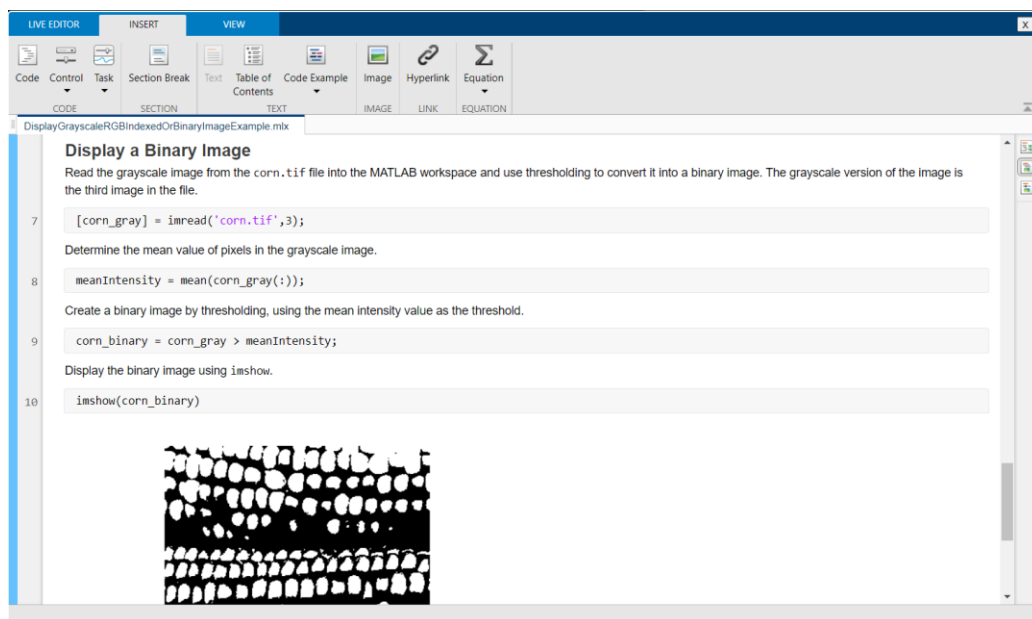 LIVE EDITOR INSERT VIEW X
Code Control Task Section Break Text Table of Contents Code Example Image Hyperlink Equation
CODE SECTION TEXT IMAGE LINK EQUATION
DisplayGrayscaleRGBIndexedOrBinaryImageExample.mlx
Display a Binary Image
Read the grayscale image from the corn.tif file into the MATLAB workspace and use thresholding to convert it into a binary image. The grayscale version of the image is
the third image in the file.
7 [corn_gray] = imread('corn.tif',3);
Determine the mean value of pixels in the grayscale image.
8 meanIntensity = mean(corn_gray(:));
Create a binary image by thresholding, using the mean intensity value as the threshold.
9 corn_binary = corn_gray > meanIntensity;
Display the binary image using imshow.
10 imshow(corn_binary)